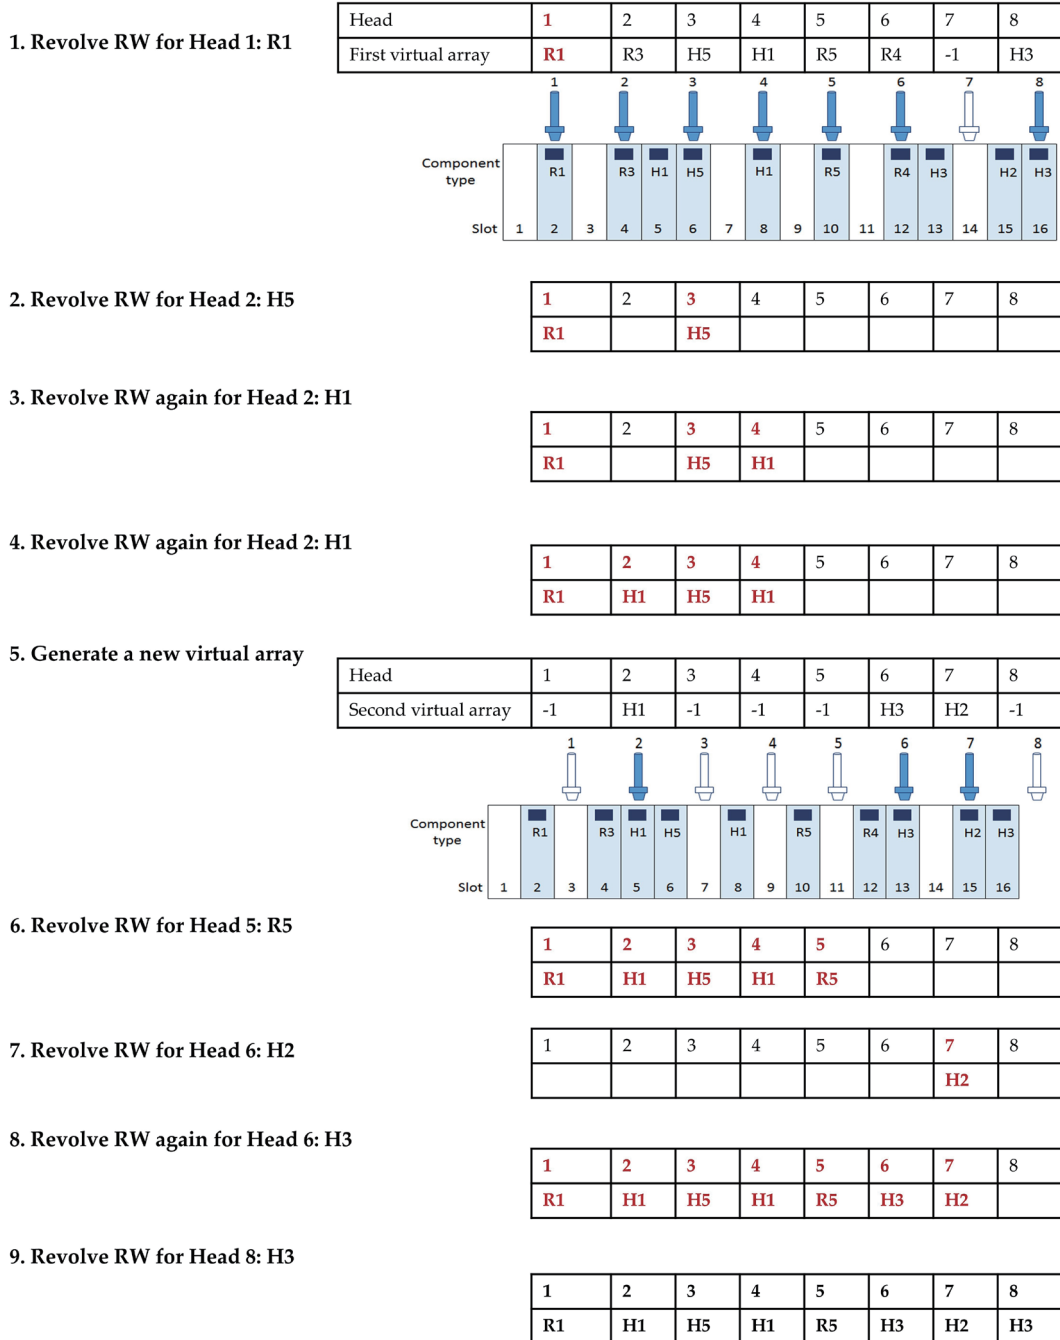 Head 1 2 3 4 5 6 7 8
1. Revolve RW for Head 1: R1
First virtual array R1 R3 H5 H1 R5 R4 -1 H3
1 2 3 4 5 6 7 8
Component
type
R1 R3 H1 H5 H1 R5 R4 H3 H2 H3
Slot 1 2 3 4 5 6 7 8 9 10 11 12 13 14 15 16
2. Revolve RW for Head 2: H5
1 2 3 4 5 6 7 8
R1 H5
3. Revolve RW again for Head 2: H1
1 2 3 4 5 6 7 8
R1 H5 H1
4. Revolve RW again for Head 2: H1
1 2 3 4 5 6 7 8
R1 H1 H5 H1
5. Generate a new virtual array
Head 1 2 3 4 5 6 7 8
Second virtual array -1 H1 -1 -1 -1 H3 H2 -1
1 2 3 4 5 6 7 8
Component
type
R1 R3 H1 H5 H1 R5 R4 H3 H2 H3
Slot 1 2 3 4 5 6 7 8 9 10 11 12 13 14 15 16
6. Revolve RW for Head 5: R5
1 2 3 4 5 6 7 8
R1 H1 H5 H1 R5
7. Revolve RW for Head 6: H2
1 2 3 4 5 6 7 8
H2
8. Revolve RW again for Head 6: H3
1 2 3 4 5 6 7 8
R1 H1 H5 H1 R5 H3 H2
9. Revolve RW for Head 8: H3
1 2 3 4 5 6 7 8
R1 H1 H5 H1 R5 H3 H2 H3